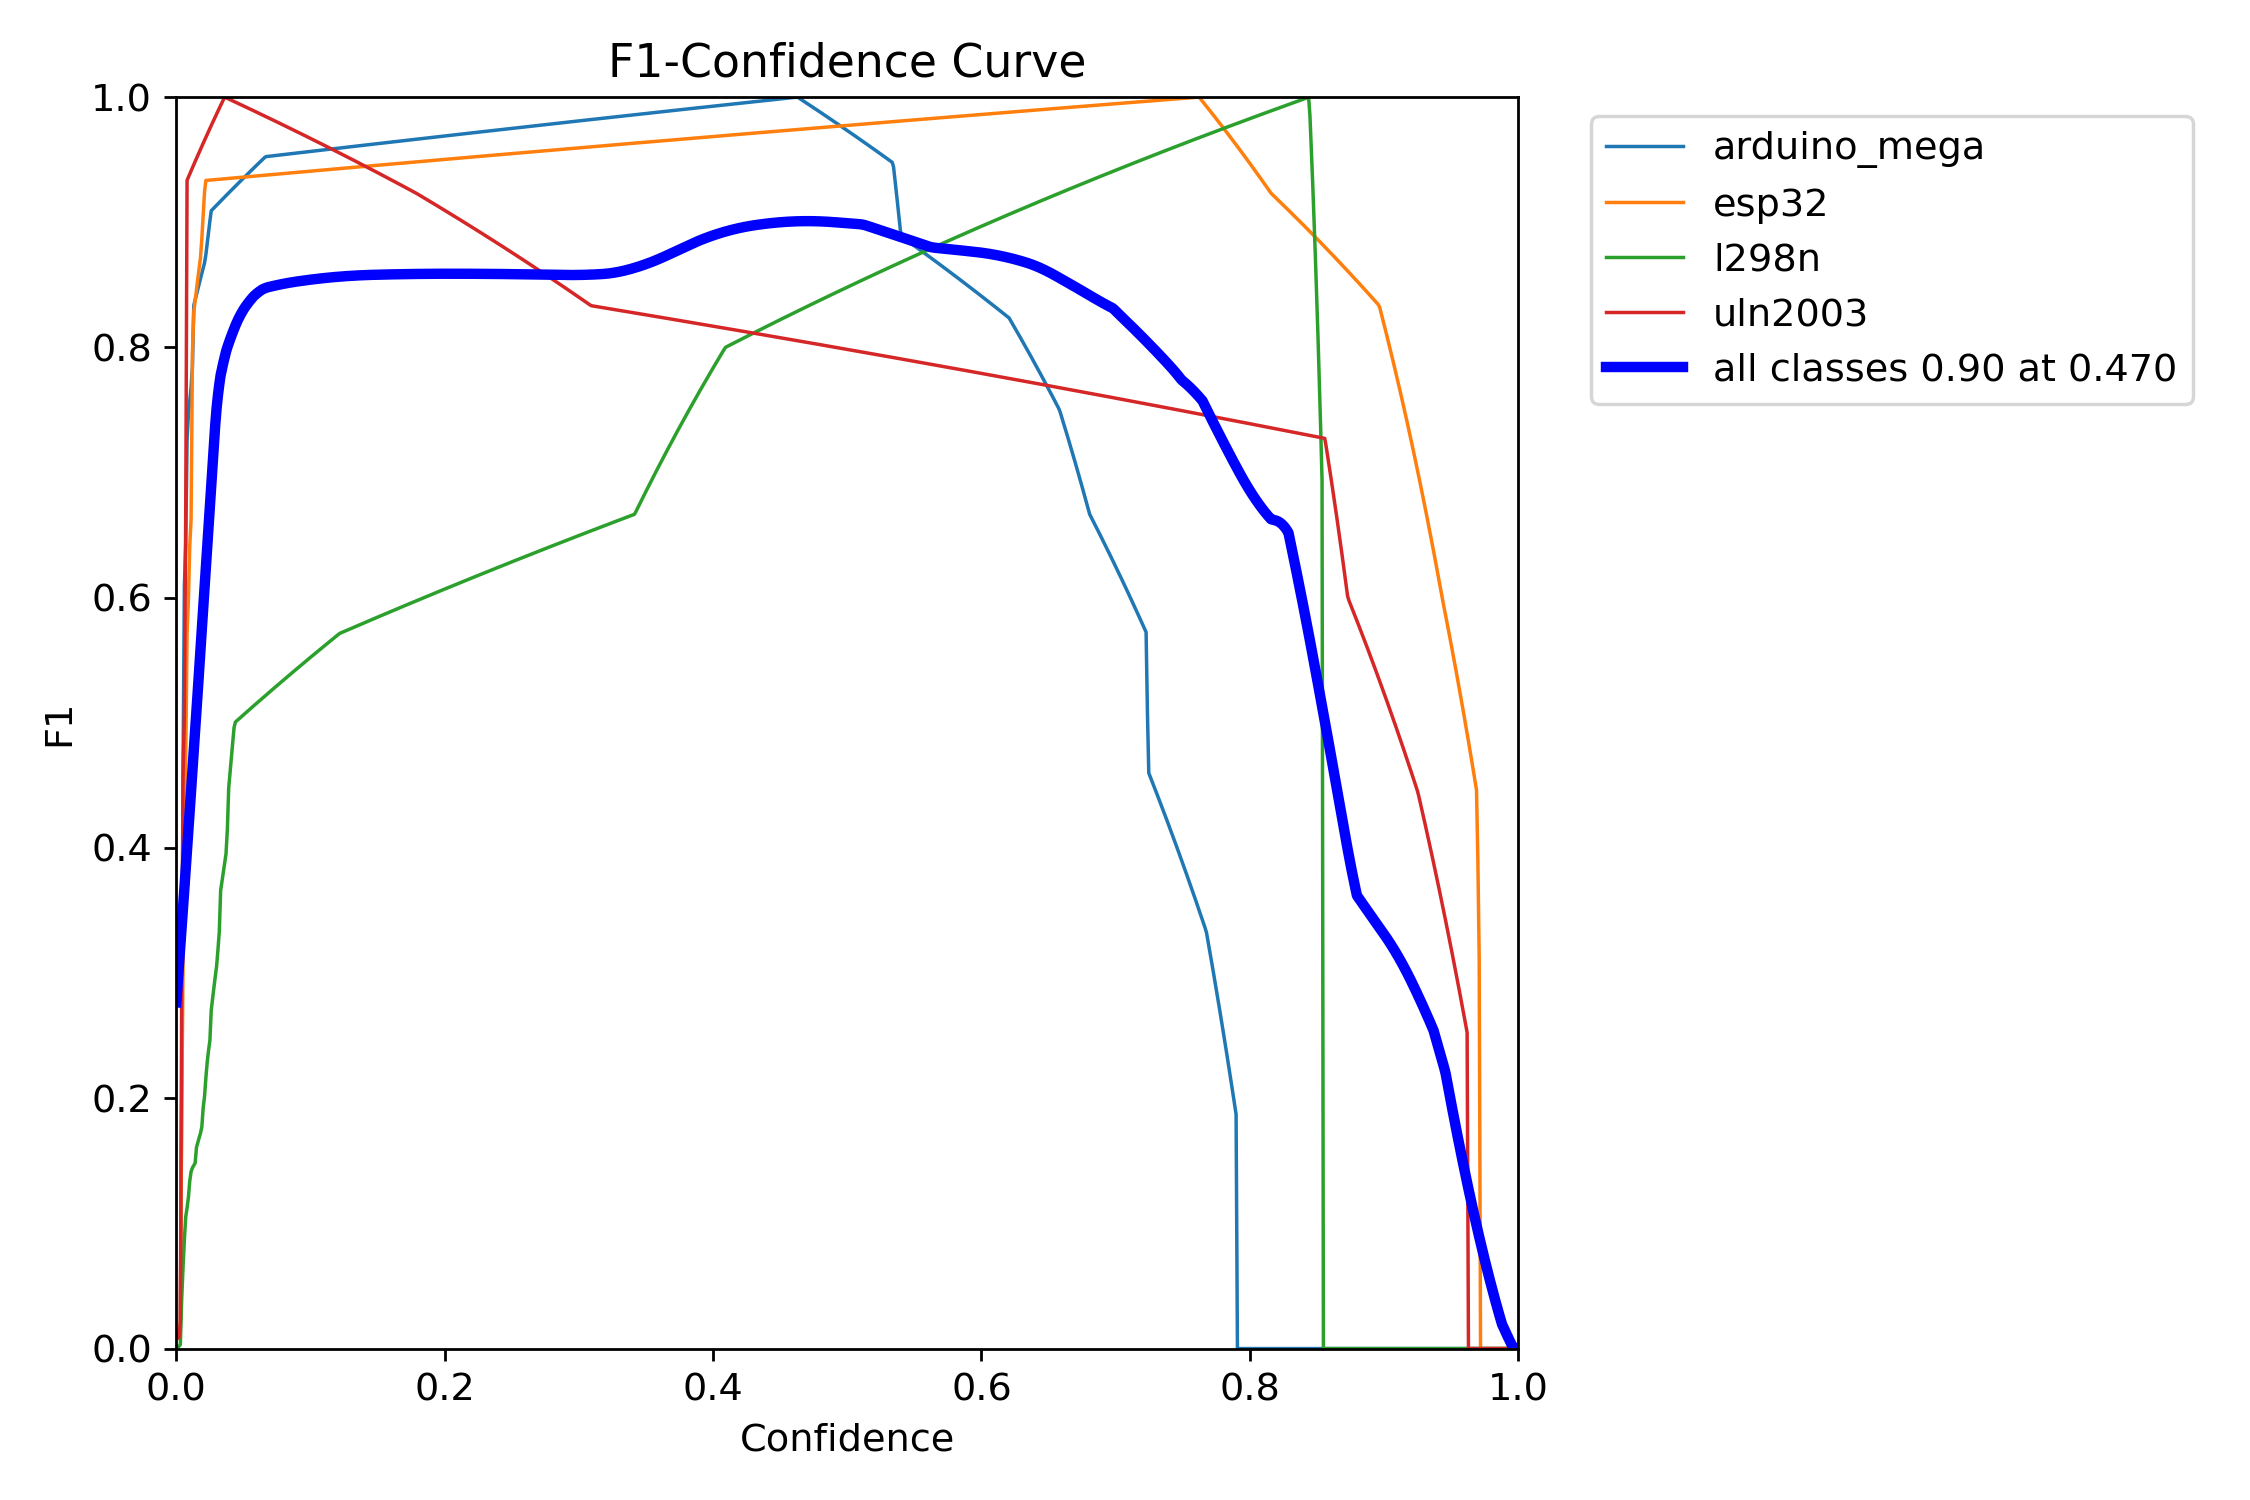 F1-Confidence Curve
1.0
0.8
0.6
0.4
0.2
0.0
F1
0.0 0.2 0.4 0.6 0.8 1.0
Confidence
arduino_mega
esp32
l298n
uln2003
all classes 0.90 at 0.470